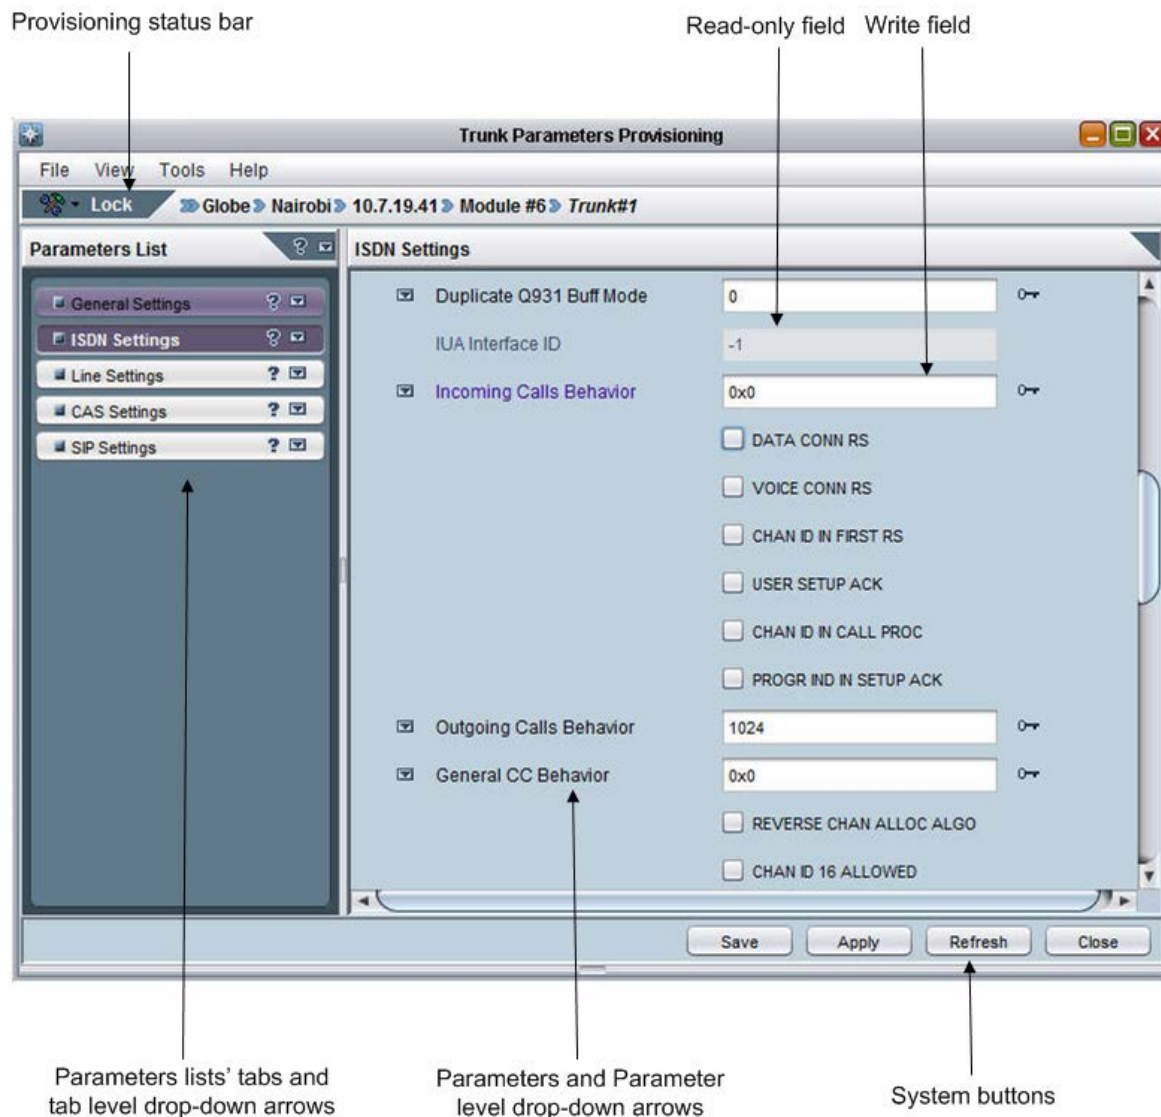 Provisioning status bar
Read-only field
Write field
Trunk Parameters Provisioning
File View Tools Help
Lock Globe Nairobi 10.7.19.41 Module #6 Trunk#1
Parameters List ?
ISDN Settings
General Settings ?
ISDN Settings ?
Line Settings ?
CAS Settings ?
SIP Settings ?
Duplicate Q931 Buff Mode 0
IUA Interface ID -1
Incoming Calls Behavior 0x0
DATA CONN RS
VOICE CONN RS
CHAN ID IN FIRST RS
USER SETUP ACK
CHAN ID IN CALL PROC
PROGR IND IN SETUP ACK
Outgoing Calls Behavior 1024
General CC Behavior 0x0
REVERSE CHAN ALLOC ALGO
CHAN ID 16 ALLOWED
Save Apply Refresh Close
Parameters lists' tabs and
tab level drop-down arrows
Parameters and Parameter
level drop-down arrows
System buttons